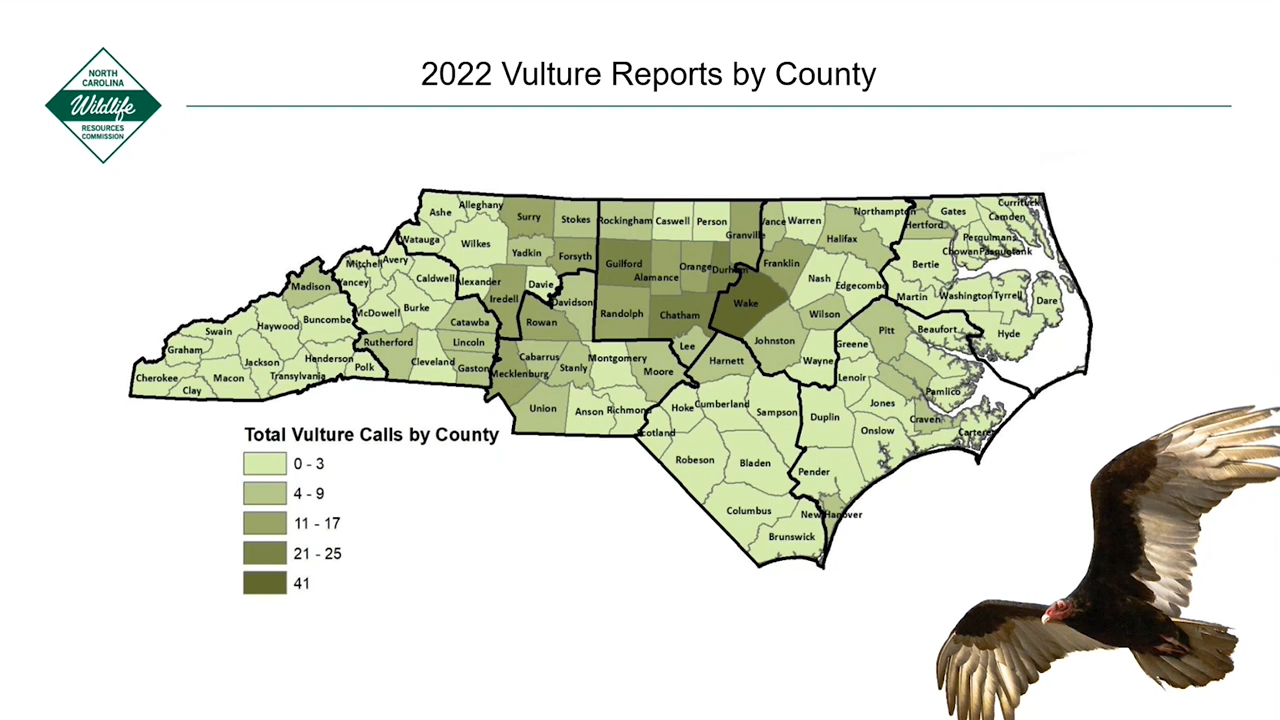 2022 Vulture Reports by County
NORTH
CAROLINA
Wildlife
RESOURCES
COMMISSION
Ashe
Alleghany
Surry
Stokes
Rockingham
Caswell
Person
Granville
Vance
Warren
Northampton
Hertford
Gates
Currituck
Camden
Watauga
Wilkes
Yadkin
Forsyth
Guilford
Alamance
Orange
Durham
Franklin
Halifax
Bertie
Perquimans
Chowan
Pasquotank
Mitchell
Avery
Caldwell
Alexander
Davie
Davidson
Iredell
Nash
Edgecombe
Martin
Washington
Tyrrell
Dare
Madison
Yancey
McDowell
Burke
Catawba
Rowan
Randolph
Chatham
Wake
Wilson
Pitt
Beaufort
Hyde
Swain
Haywood
Buncombe
Rutherford
Cleveland
Lincoln
Gaston
Mecklenburg
Cabarrus
Stanly
Montgomery
Moore
Lee
Harnett
Johnston
Wayne
Greene
Lenoir
Graham
Jackson
Henderson
Polk
Cherokee
Clay
Macon
Transylvania
Union
Anson
Richmond
Scotland
Hoke
Cumberland
Sampson
Duplin
Jones
Craven
Pamlico
Onslow
Carteret
Robeson
Bladen
Pender
Columbus
New Hanover
Brunswick
Total Vulture Calls by County
0 - 3
4 - 9
11 - 17
21 - 25
41